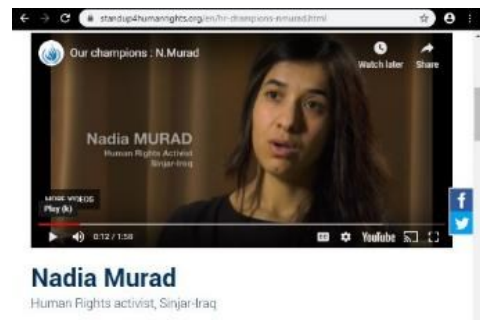 standup4humanrights.org/en/hr-champions-nmurad.html
Our champions : N.Murad
Watch later
Share
Nadia MURAD
Human Rights Activist
Sinjar-Iraq
MORE VIDEOS
Play (k)
0:12 / 1:58
CC
YouTube
f
Nadia Murad
Human Rights activist, Sinjar-Iraq